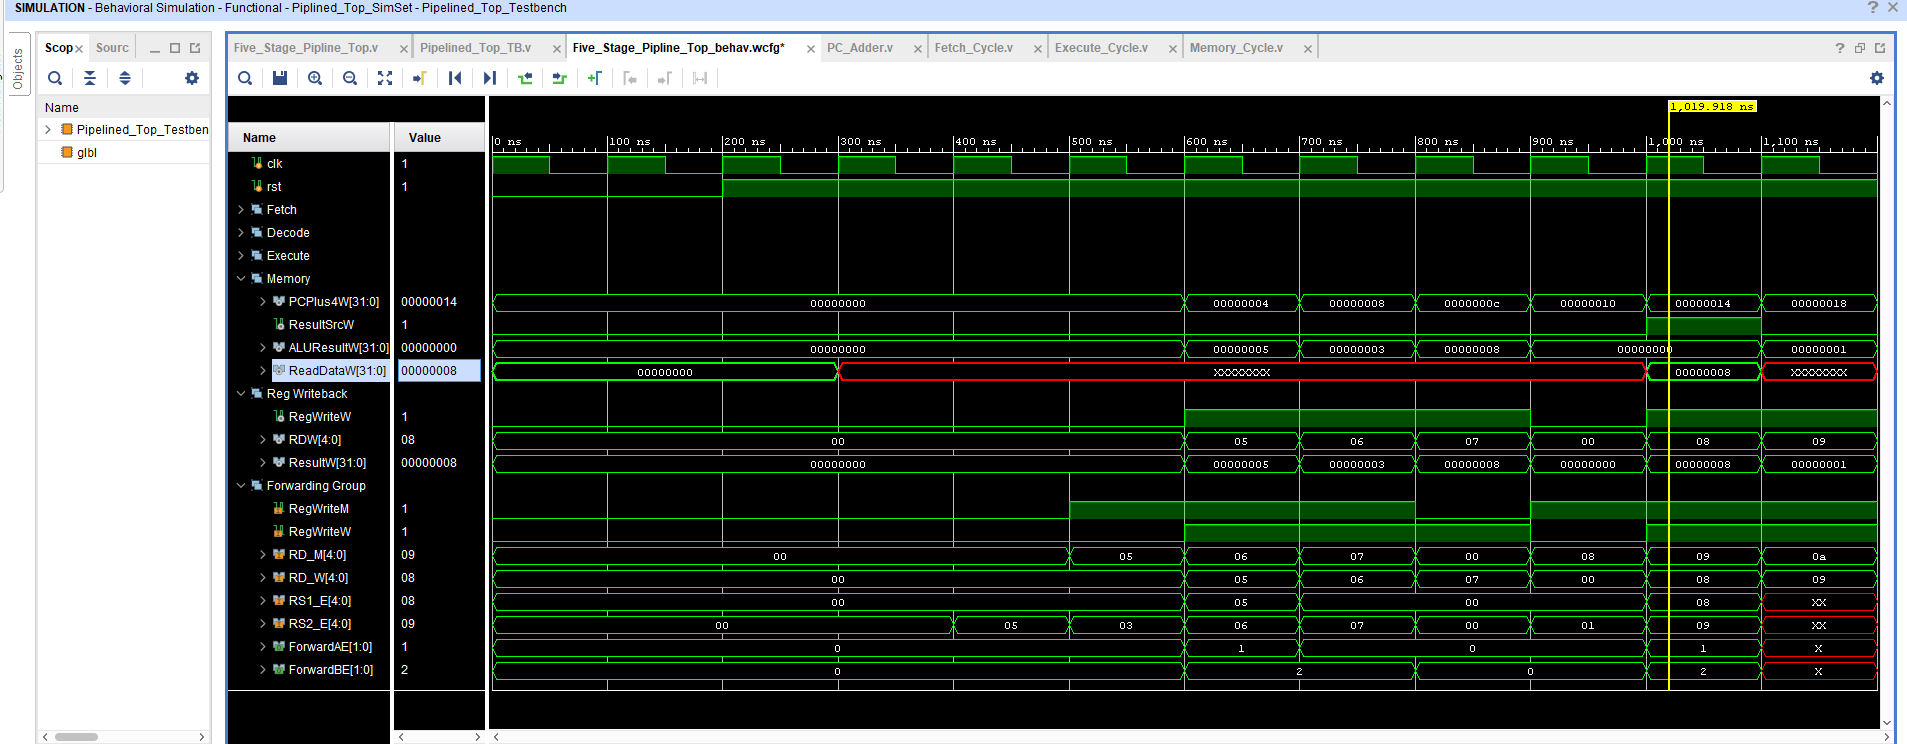 SIMULATION - Behavioral Simulation - Functional - Piplined_Top_SimSet - Pipelined_Top_Testbench
Objects
Scop Sourc
Name
Pipelined_Top_Testben
glbl
Five_Stage_Pipline_Top.v Pipelined_Top_TB.v Five_Stage_Pipline_Top_behav.wcfg* PC_Adder.v Fetch_Cycle.v Execute_Cycle.v Memory_Cycle.v
1,019.918 ns
Name Value 0 ns 100 ns 200 ns 300 ns 400 ns 500 ns 600 ns 700 ns 800 ns 900 ns 1,000 ns 1,100 ns
clk 1
rst 1
Fetch
Decode
Execute
Memory
PCPlus4W[31:0] 00000014 00000000 00000004 00000008 0000000c 00000010 00000014 00000018
ResultSrcW 1
ALUResultW[31:0] 00000000 00000000 00000005 00000003 00000008 00000000 00000001
ReadDataW[31:0] 00000008 00000000 XXXXXXXX 00000008 XXXXXXXX
Reg Writeback
RegWriteW 1
RDW[4:0] 08 00 05 06 07 00 08 09
ResultW[31:0] 00000008 00000000 00000005 00000003 00000008 00000000 00000008 00000001
Forwarding Group
RegWriteM 1
RegWriteW 1
RD_M[4:0] 09 00 05 06 07 00 08 09 0a
RD_W[4:0] 08 00 05 06 07 00 08 09
RS1_E[4:0] 08 00 05 00 08 XX
RS2_E[4:0] 09 00 05 03 06 07 00 01 09 XX
ForwardAE[1:0] 1 0 1 0 1 X
ForwardBE[1:0] 2 0 2 0 2 X